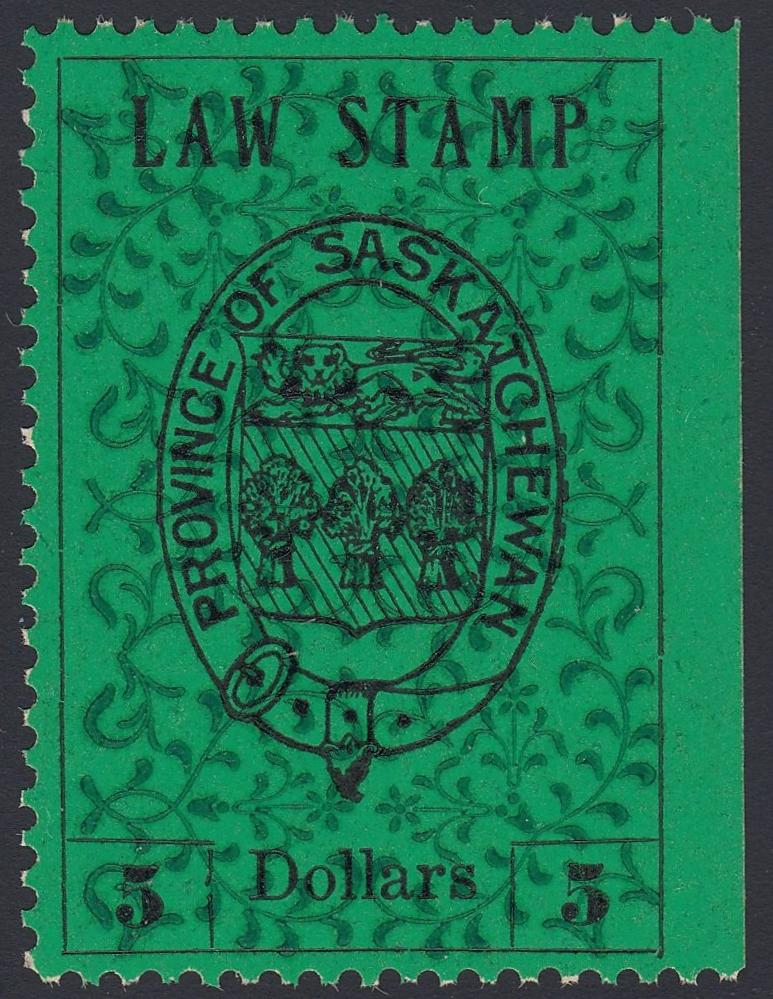 LAW STAMP
PROVINCE OF SASKATCHEWAN
5 Dollars 5